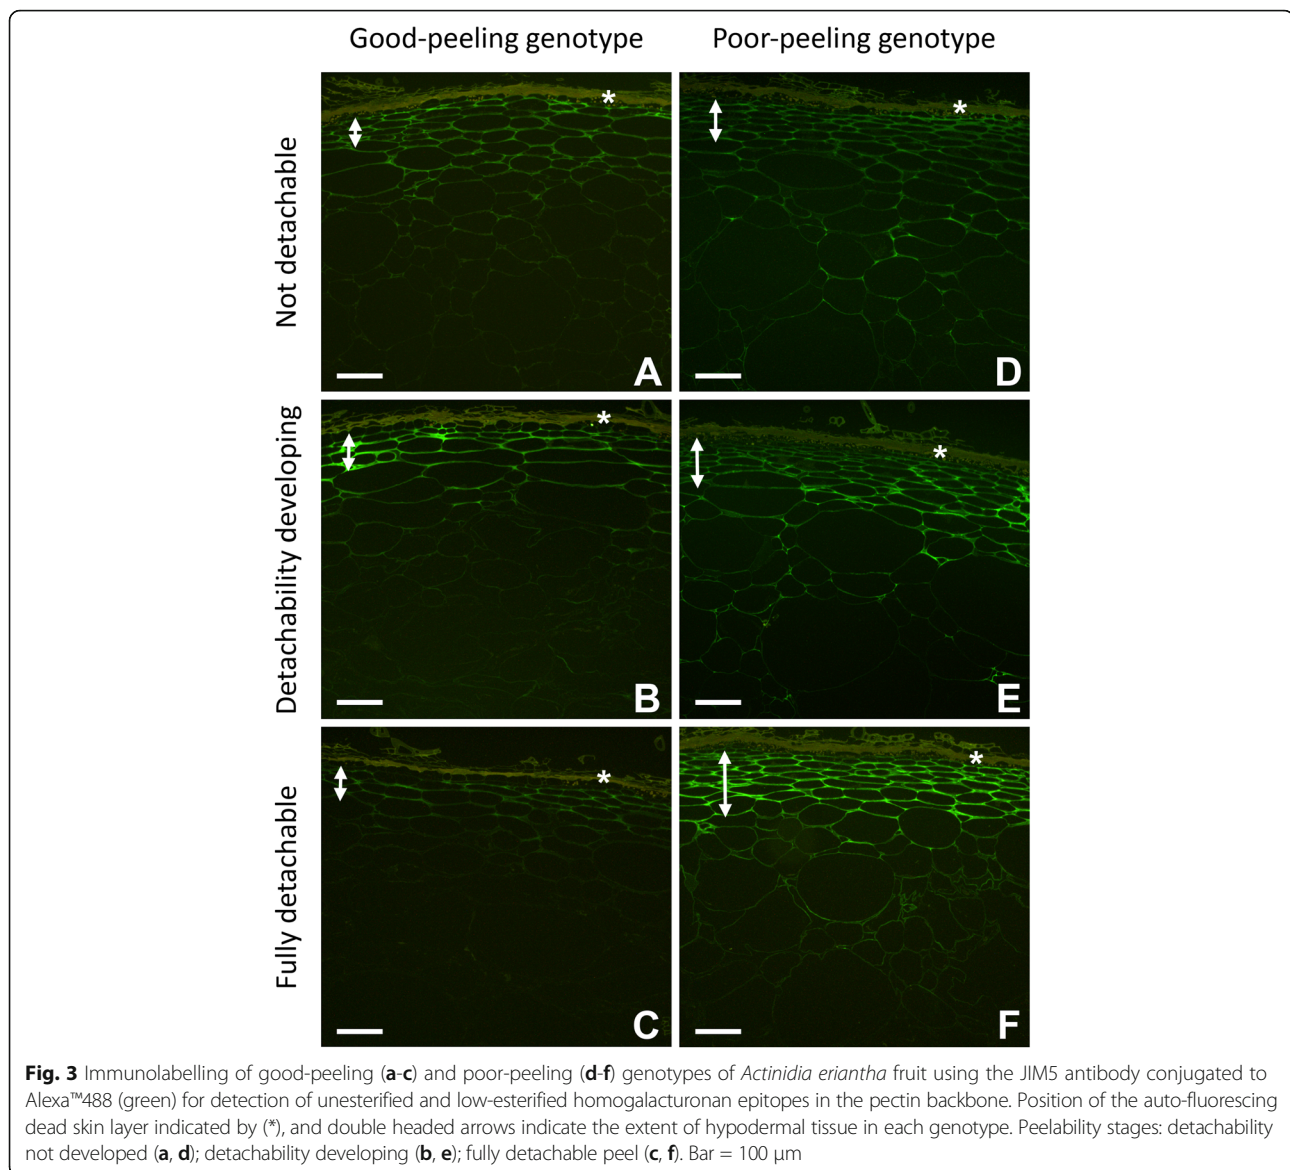 Good-peeling genotype
Poor-peeling genotype
Not detachable
Detachability developing
Fully detachable
*
*
A
D
*
*
B
E
*
*
C
F
Fig. 3 Immunolabelling of good-peeling (a-c) and poor-peeling (d-f) genotypes of Actinidia eriantha fruit using the JIM5 antibody conjugated to
Alexa™488 (green) for detection of unesterified and low-esterified homogalacturonan epitopes in the pectin backbone. Position of the auto-fluorescing
dead skin layer indicated by (*), and double headed arrows indicate the extent of hypodermal tissue in each genotype. Peelability stages: detachability
not developed (a, d); detachability developing (b, e); fully detachable peel (c, f). Bar = 100 μm